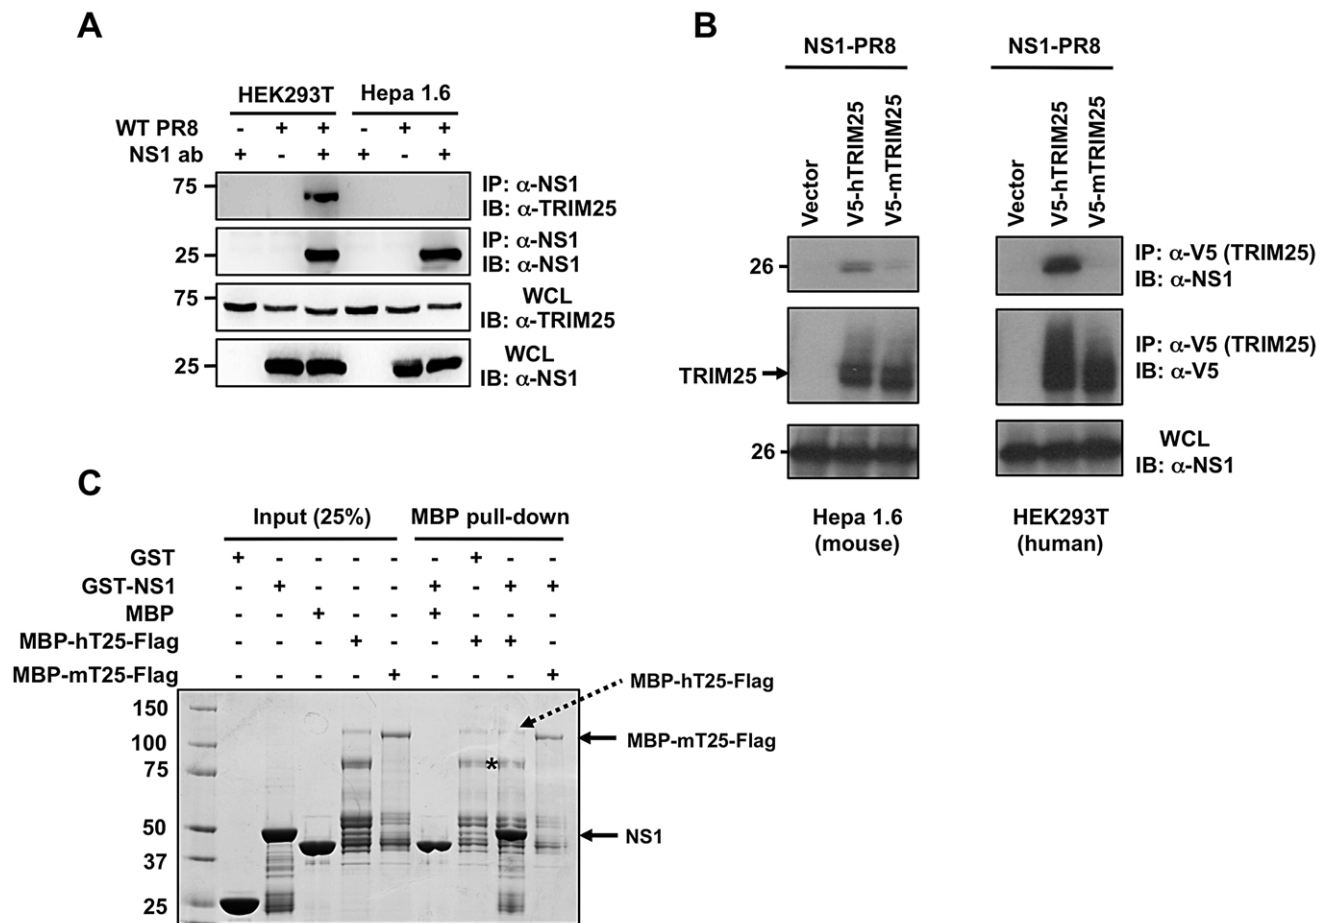 A
HEK293T Hepa 1.6
WT PR8 - + + - + +
NS1 ab + - + + - +
75
IP: α-NS1
IB: α-TRIM25
25
IP: α-NS1
IB: α-NS1
75
WCL
IB: α-TRIM25
25
WCL
IB: α-NS1
B
NS1-PR8 NS1-PR8
Vector V5-hTRIM25 V5-mTRIM25 Vector V5-hTRIM25 V5-mTRIM25
26
IP: α-V5 (TRIM25)
IB: α-NS1
TRIM25
IP: α-V5 (TRIM25)
IB: α-V5
26
WCL
IB: α-NS1
Hepa 1.6 HEK293T
(mouse) (human)
C
Input (25%) MBP pull-down
GST + - - - - - + - -
GST-NS1 - + - - - + - + +
MBP - - + - - + - - -
MBP-hT25-Flag - - - + - - + + -
MBP-mT25-Flag - - - - + - - - +
MBP-hT25-Flag
150
100
MBP-mT25-Flag
75
*
50
NS1
37
25